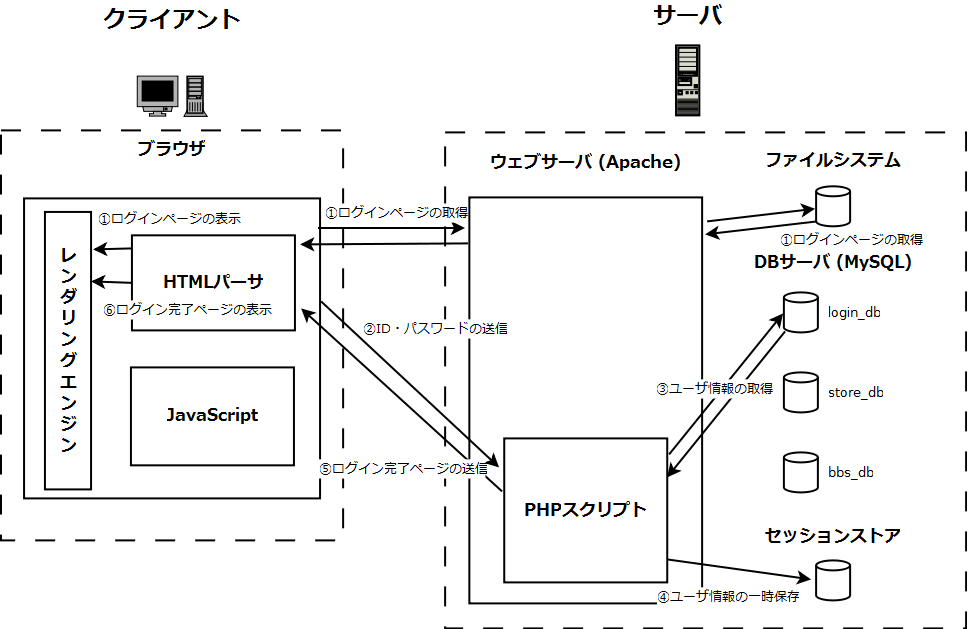 クライアント
サーバ
ブラウザ
ウェブサーバ (Apache)
ファイルシステム
①ログインページの表示
①ログインページの取得
①ログインページの取得
DBサーバ (MySQL)
レンダリングエンジン
HTMLパーサ
⑥ログイン完了ページの表示
②ID・パスワードの送信
login_db
③ユーザ情報の取得
store_db
JavaScript
⑤ログイン完了ページの送信
bbs_db
PHPスクリプト
セッションストア
④ユーザ情報の一時保存